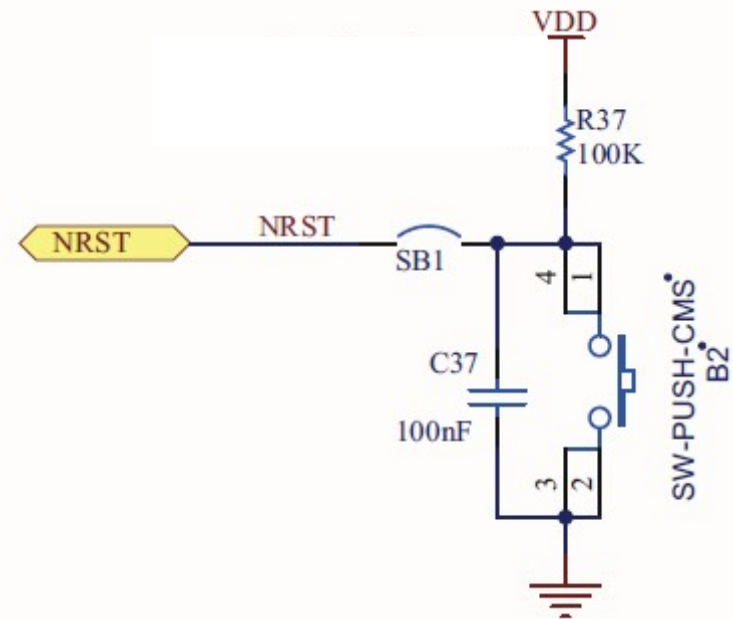 VDD
R37
100K
NRST
NRST
SB1
4
1
C37
100nF
3
2
SW-PUSH-CMS
B2